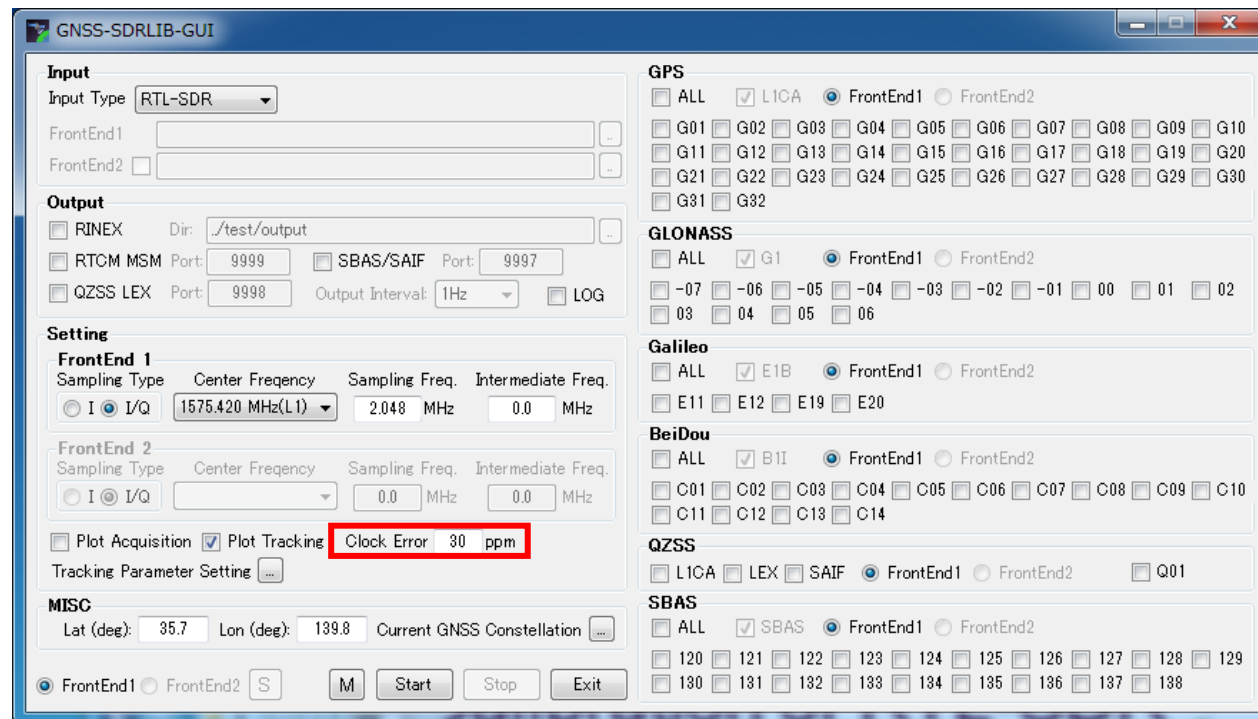 GNSS-SDRLIB-GUI
Input
Input Type RTL-SDR
FrontEnd1 ..
FrontEnd2 ..
Output
RINEX Dir: ./test/output ..
RTCM MSM Port: 9999 SBAS/SAIF Port: 9997
QZSS LEX Port: 9998 Output Interval: 1Hz LOG
Setting
FrontEnd 1
Sampling Type Center Freqency Sampling Freq. Intermediate Freq.
I I/Q 1575.420 MHz(L1) 2.048 MHz 0.0 MHz
FrontEnd 2
Sampling Type Center Freqency Sampling Freq. Intermediate Freq.
I I/Q 0.0 MHz 0.0 MHz
Plot Acquisition Plot Tracking Clock Error 30 ppm
Tracking Parameter Setting ...
MISC
Lat (deg): 35.7 Lon (deg): 139.8 Current GNSS Constellation ...
FrontEnd1 FrontEnd2 S M Start Stop Exit
GPS
ALL L1CA FrontEnd1 FrontEnd2
G01 G02 G03 G04 G05 G06 G07 G08 G09 G10
G11 G12 G13 G14 G15 G16 G17 G18 G19 G20
G21 G22 G23 G24 G25 G26 G27 G28 G29 G30
G31 G32
GLONASS
ALL G1 FrontEnd1 FrontEnd2
-07 -06 -05 -04 -03 -02 -01 00 01 02
03 04 05 06
Galileo
ALL E1B FrontEnd1 FrontEnd2
E11 E12 E19 E20
BeiDou
ALL B1I FrontEnd1 FrontEnd2
C01 C02 C03 C04 C05 C06 C07 C08 C09 C10
C11 C12 C13 C14
QZSS
L1CA LEX SAIF FrontEnd1 FrontEnd2 Q01
SBAS
ALL SBAS FrontEnd1 FrontEnd2
120 121 122 123 124 125 126 127 128 129
130 131 132 133 134 135 136 137 138